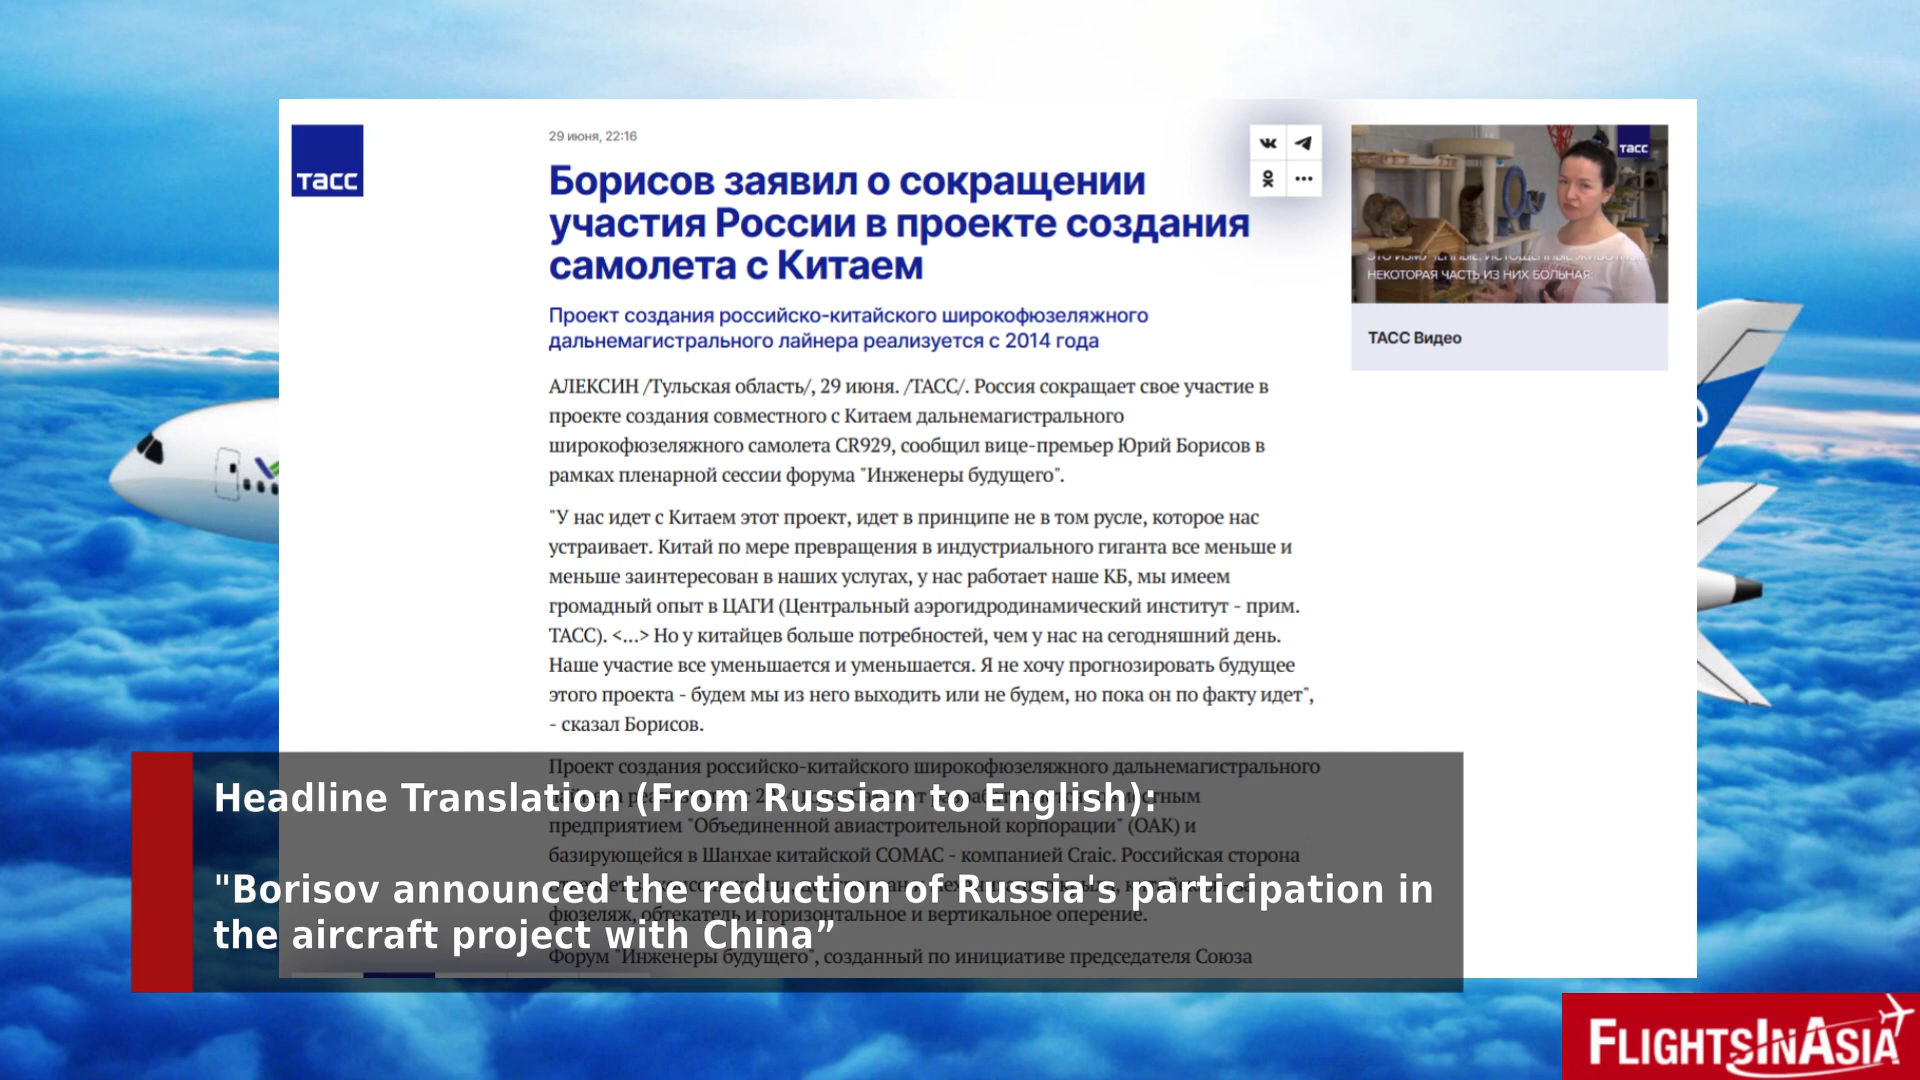 29 июня, 22:16
тасс
Борисов заявил о сокращении
участия России в проекте создания
самолета с Китаем
Проект создания российско-китайского широкофюзеляжного
дальнемагистрального лайнера реализуется с 2014 года
АЛЕКСИН /Тульская область/, 29 июня. /ТАСС/. Россия сокращает свое участие в
проекте создания совместного с Китаем дальнемагистрального
широкофюзеляжного самолета CR929, сообщил вице-премьер Юрий Борисов в
рамках пленарной сессии форума "Инженеры будущего".
"У нас идет с Китаем этот проект, идет в принципе не в том русле, которое нас
устраивает. Китай по мере превращения в индустриального гиганта все меньше и
меньше заинтересован в наших услугах, у нас работает наше КБ, мы имеем
громадный опыт в ЦАГИ (Центральный аэрогидродинамический институт - прим.
ТАСС). <...> Но у китайцев больше потребностей, чем у нас на сегодняшний день.
Наше участие все уменьшается и уменьшается. Я не хочу прогнозировать будущее
этого проекта - будем мы из него выходить или не будем, но пока он по факту идет",
- сказал Борисов.
Проект создания российско-китайского широкофюзеляжного дальнемагистрального
предприятием "Объединенной авиастроительной корпорации" (ОАК) и
базирующейся в Шанхае китайской COMAC - компанией Craic. Российская сторона
фюзеляж, обтекатель и горизонтальное и вертикальное оперение.
Форум "Инженеры будущего", созданный по инициативе председателя Союза
тасс
НЕКОТОРАЯ ЧАСТЬ ИЗ НИХ БОЛЬНАЯ:
ТАСС Видео
Headline Translation (From Russian to English):
"Borisov announced the reduction of Russia's participation in
the aircraft project with China”
FLIGHTSINASIA